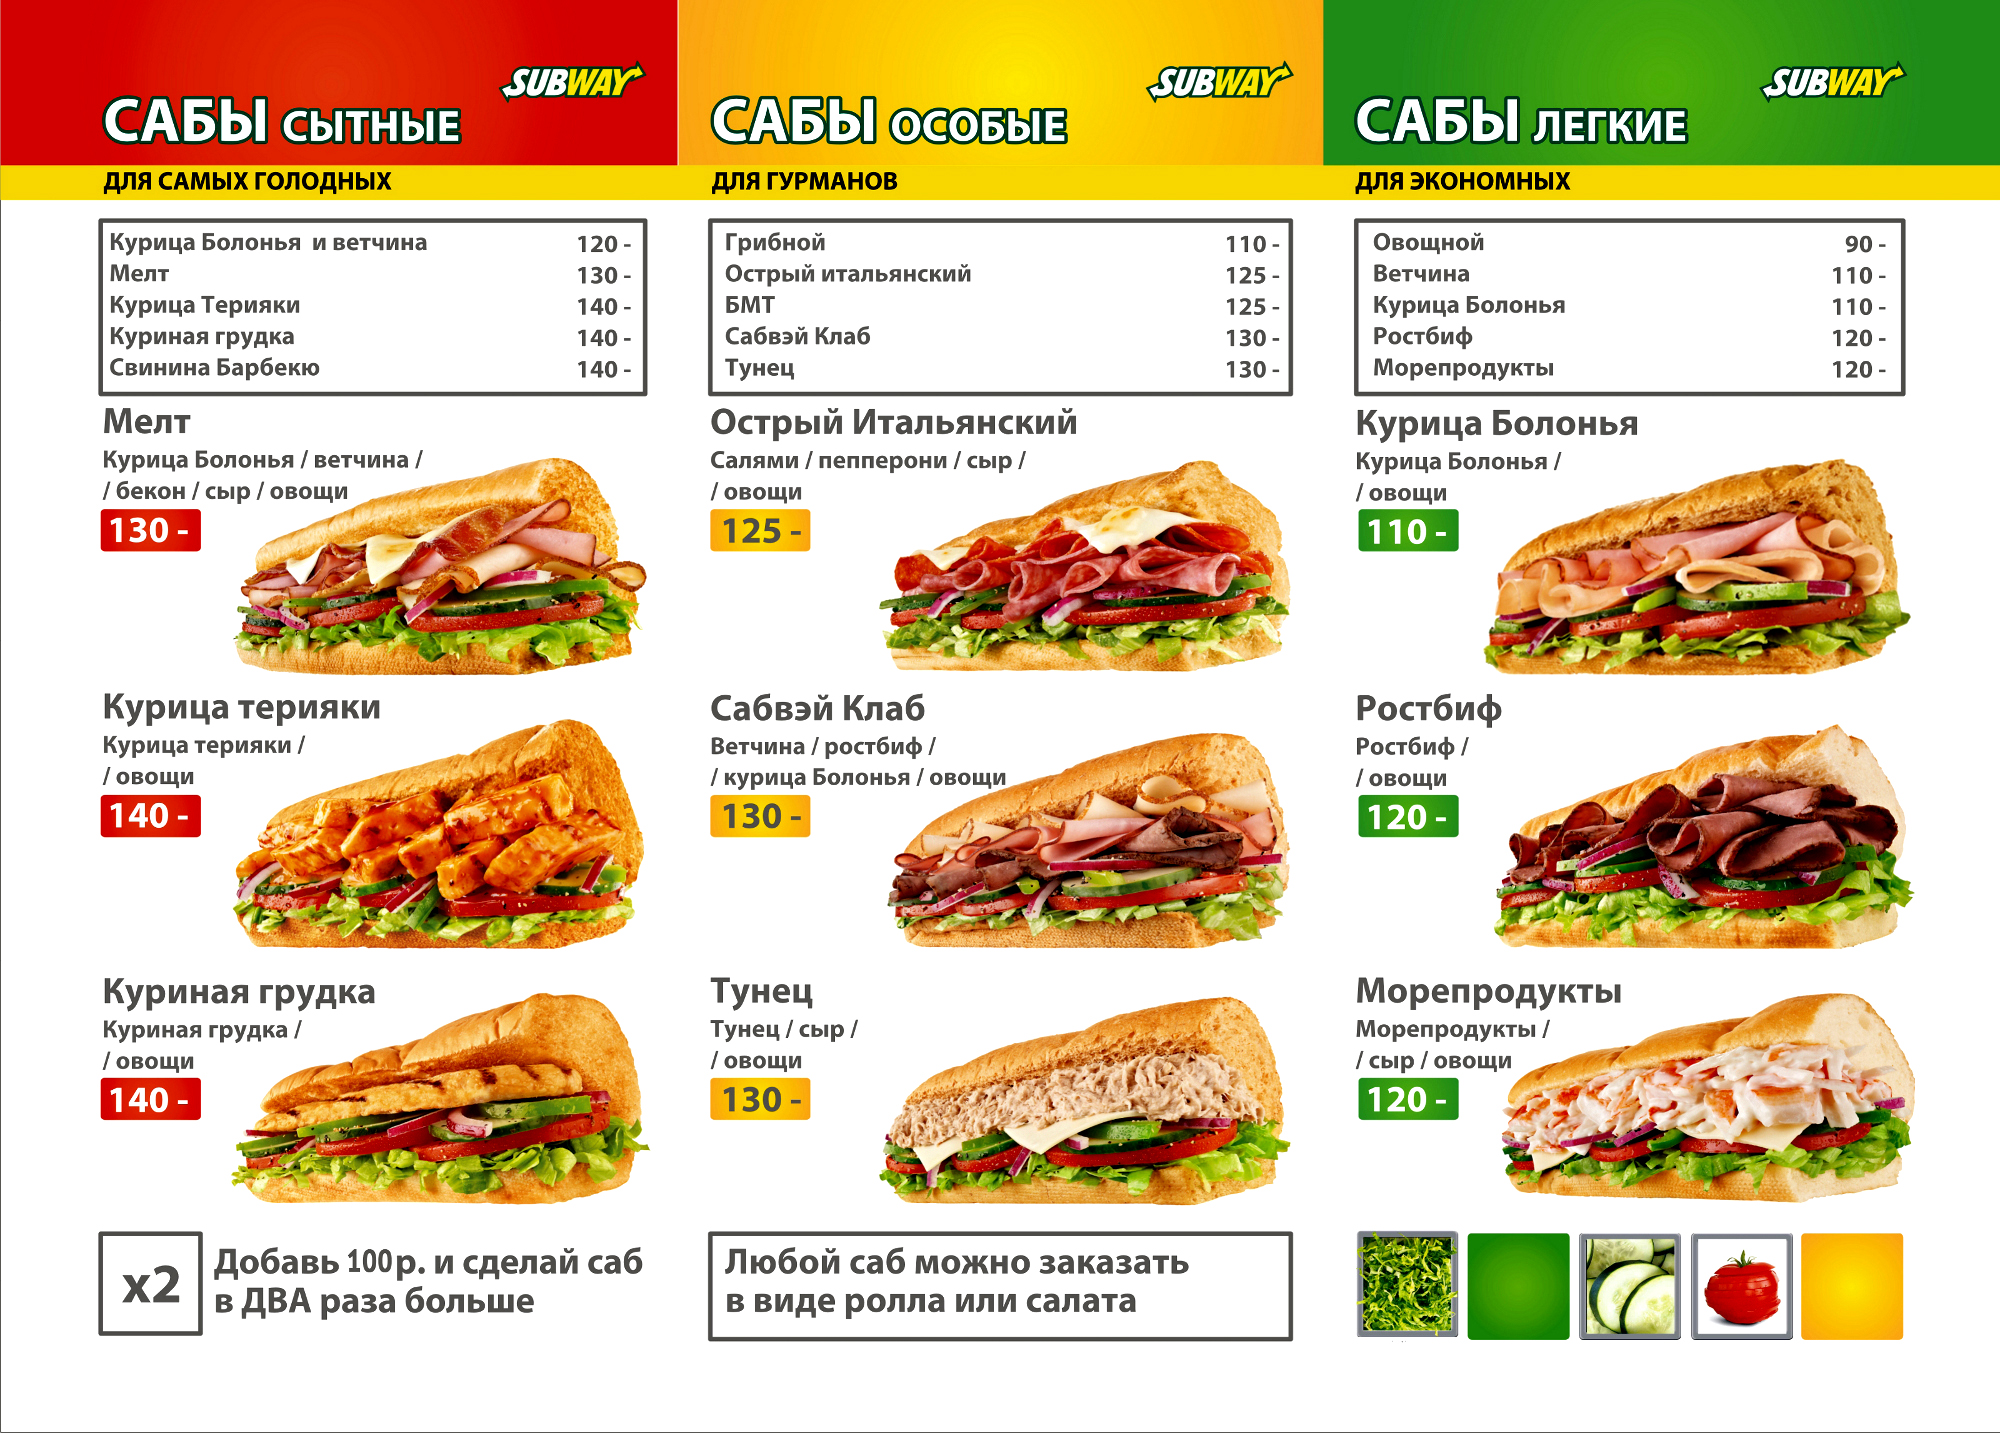 SUBWAY
САБЫ СЫТНЫЕ
ДЛЯ САМЫХ ГОЛОДНЫХ
Курица Болонья и ветчина 120 -
Мелт 130 -
Курица Терияки 140 -
Куриная грудка 140 -
Свинина Барбекю 140 -
Мелт
Курица Болонья / ветчина /
/ бекон / сыр / овощи
130 -
Курица терияки
Курица терияки /
/ овощи
140 -
Куриная грудка
Куриная грудка /
/ овощи
140 -
x2
Добавь 100р. и сделай саб
в ДВА раза больше
SUBWAY
САБЫ ОСОБЫЕ
ДЛЯ ГУРМАНОВ
Грибной 110 -
Острый итальянский 125 -
БМТ 125 -
Сабвэй Клаб 130 -
Тунец 130 -
Острый Итальянский
Салями / пепперони / сыр /
/ овощи
125 -
Сабвэй Клаб
Ветчина / ростбиф /
/ курица Болонья / овощи
130 -
Тунец
Тунец / сыр /
/ овощи
130 -
Любой саб можно заказать
в виде ролла или салата
SUBWAY
САБЫ ЛЕГКИЕ
ДЛЯ ЭКОНОМНЫХ
Овощной 90 -
Ветчина 110 -
Курица Болонья 110 -
Ростбиф 120 -
Морепродукты 120 -
Курица Болонья
Курица Болонья /
/ овощи
110 -
Ростбиф
Ростбиф /
/ овощи
120 -
Морепродукты
Морепродукты /
/ сыр / овощи
120 -